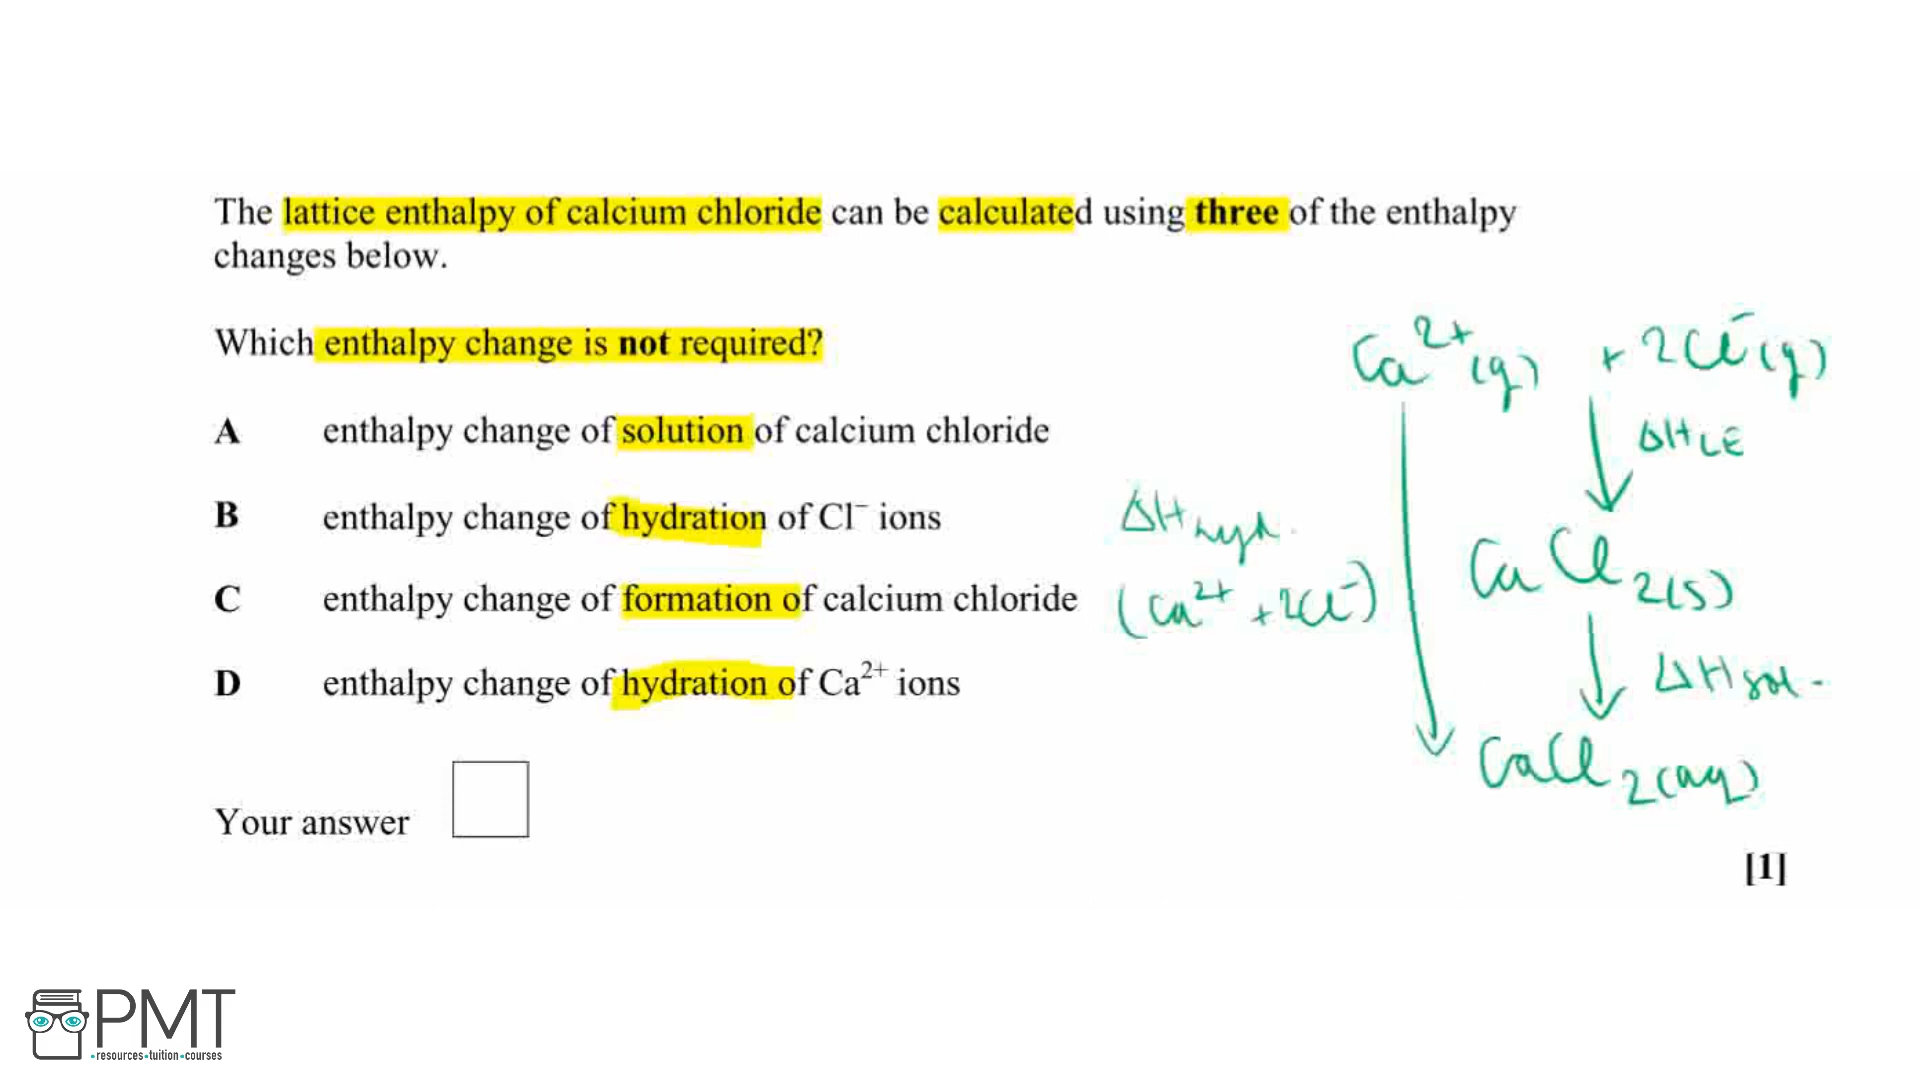 The lattice enthalpy of calcium chloride can be calculated using three of the enthalpy
changes below.
Which enthalpy change is not required?
A enthalpy change of solution of calcium chloride
B enthalpy change of hydration of Cl⁻ ions
C enthalpy change of formation of calcium chloride
D enthalpy change of hydration of Ca²⁺ ions
Your answer
[1]
Ca²⁺(g) + 2Cl⁻(g)
ΔH LE
ΔH hyd.
(Ca²⁺ + 2Cl⁻)
CaCl₂(s)
ΔH sol.
CaCl₂(aq)
PMT
•resources•tuition•courses